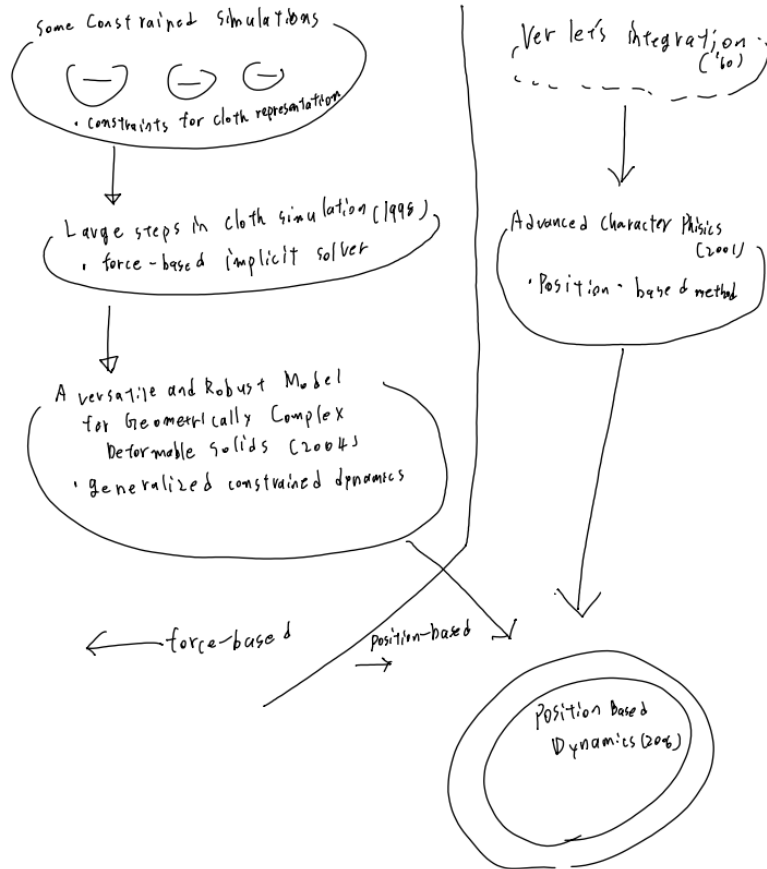 Some Constrained simulations
• constraints for cloth representation
Large steps in cloth simulation (1998)
• force-based implicit solver
A versatile and Robust Model
for Geometrically Complex
Deformable Solids (2004)
• generalized constrained dynamics
← force-based
position-based
→
Verlet's integration
('60)
Advanced Character Phisics
(2001)
• Position-based method
Position Based
Dynamics (2006)